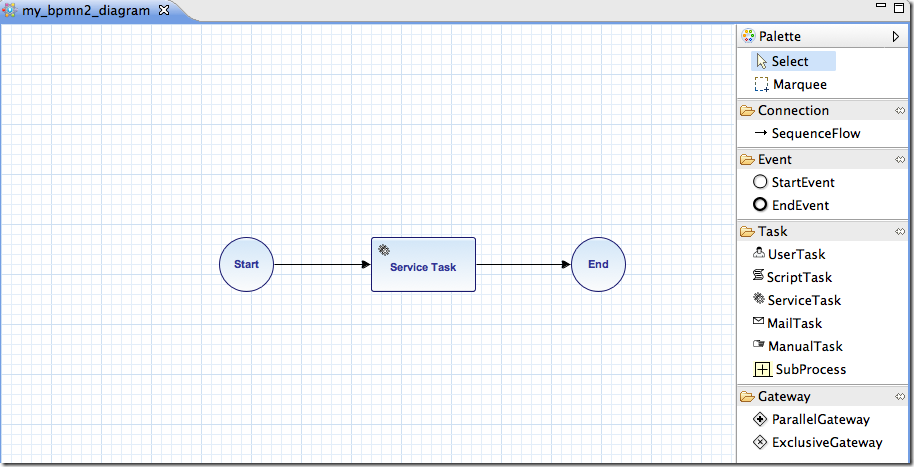 my_bpmn2_diagram
Start
Service Task
End
Palette
Select
Marquee
Connection
SequenceFlow
Event
StartEvent
EndEvent
Task
UserTask
ScriptTask
ServiceTask
MailTask
ManualTask
SubProcess
Gateway
ParallelGateway
ExclusiveGateway